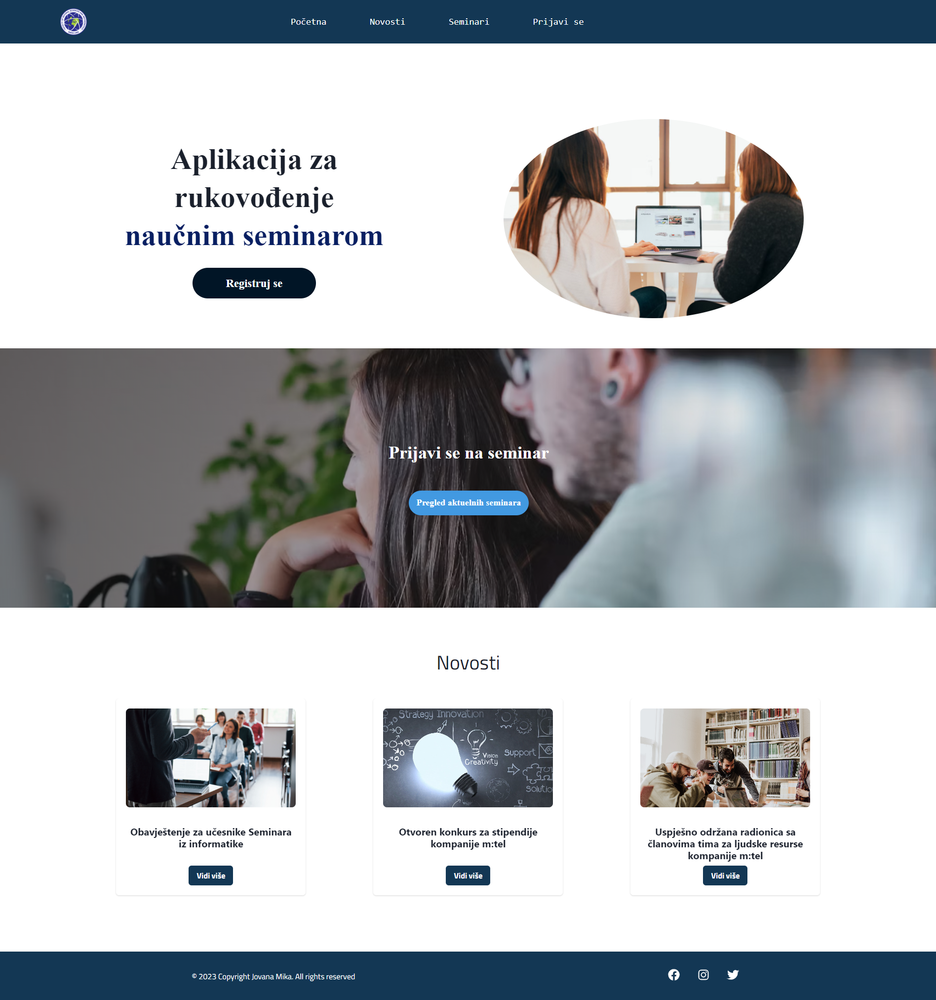 Početna Novosti Seminari Prijavi se
Aplikacija za
rukovođenje
naučnim seminarom
Registruj se
Prijavi se na seminar
Pregled aktuelnih seminara
Novosti
Strategy Innovation
Vision
Creativity
Support
Obavještenje za učesnike Seminara
iz informatike
Vidi više
Otvoren konkurs za stipendije
kompanije m:tel
Vidi više
Uspješno održana radionica sa
članovima tima za ljudske resurse
kompanije m:tel
Vidi više
© 2023 Copyright Jovana Mika. All rights reserved